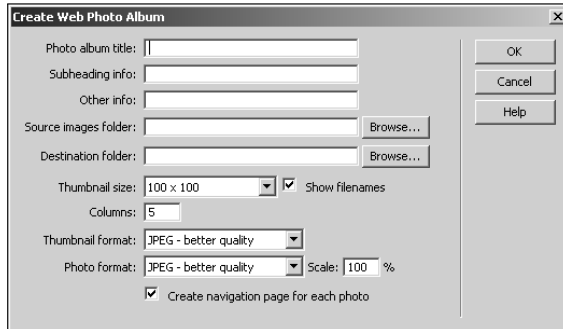 Create Web Photo Album
Photo album title:
OK
Subheading info:
Cancel
Other info:
Help
Source images folder: Browse...
Destination folder: Browse...
Thumbnail size: 100 x 100 Show filenames
Columns: 5
Thumbnail format: JPEG - better quality
Photo format: JPEG - better quality Scale: 100 %
Create navigation page for each photo